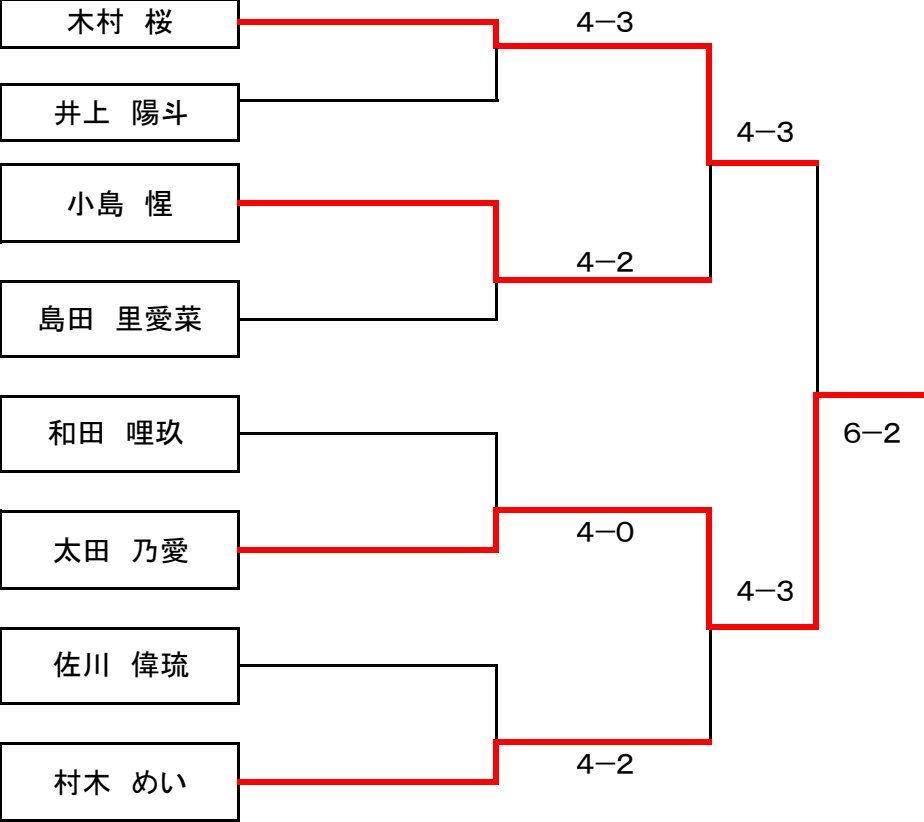 木村　桜
4－3
井上　陽斗
4－3
小島　惺
4－2
島田　里愛菜
和田　哩玖
6－2
太田　乃愛
4－0
4－3
佐川　偉琉
村木　めい
4－2